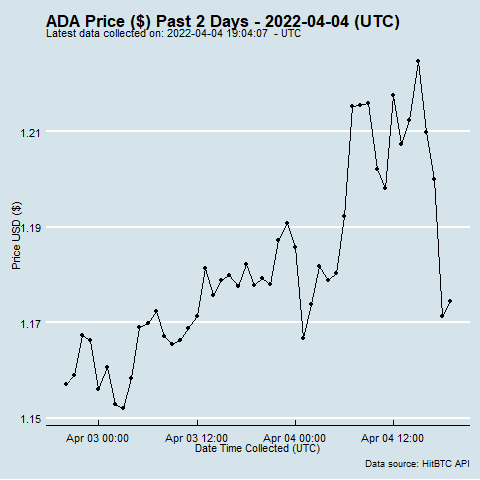 ADA Price ($) Past 2 Days - 2022-04-04 (UTC)
Latest data collected on: 2022-04-04 19:04:07  - UTC
1.21
1.19
1.17
1.15
Price USD ($)
Apr 03 00:00 Apr 03 12:00 Apr 04 00:00 Apr 04 12:00
Date Time Collected (UTC)
Data source: HitBTC API